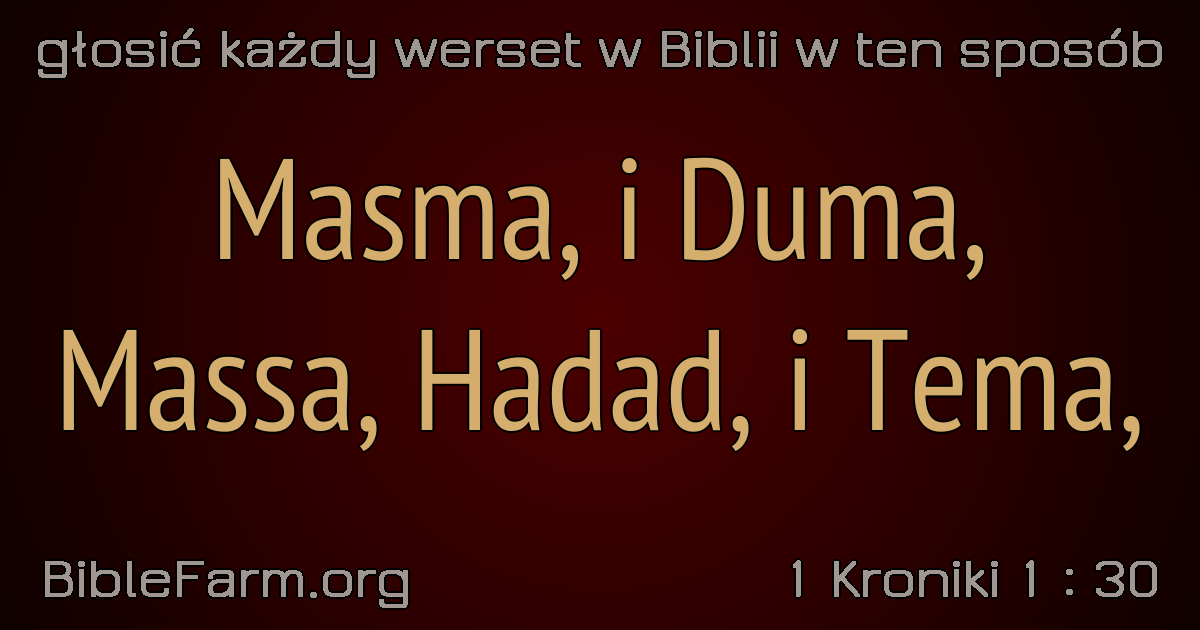 głosić każdy werset w Biblii w ten sposób
Masma, i Duma,
Massa, Hadad, i Tema,
BibleFarm.org
1 Kroniki 1 : 30